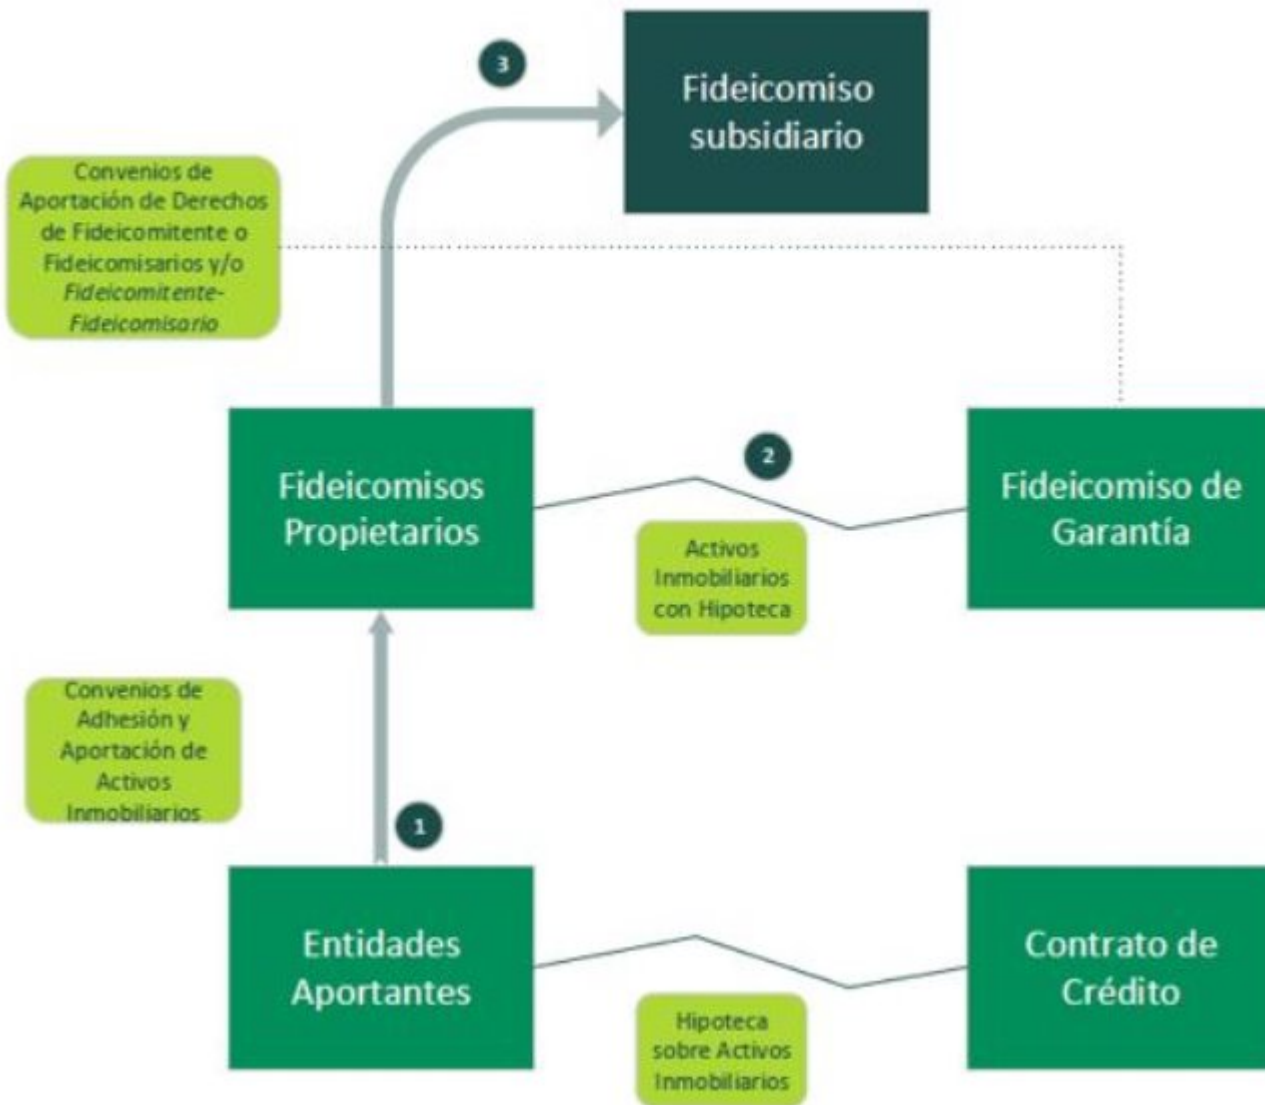 3
Fideicomiso
subsidiario
Convenios de
Aportación de Derechos
de Fideicomitente o
Fideicomisarios y/o
Fideicomitente-
Fideicomisario
Fideicomisos
Propietarios
2
Activos
Inmobiliarios
con Hipoteca
Fideicomiso de
Garantía
Convenios de
Adhesión y
Aportación de
Activos
Inmobiliarios
1
Entidades
Aportantes
Hipoteca
sobre Activos
Inmobiliarios
Contrato de
Crédito